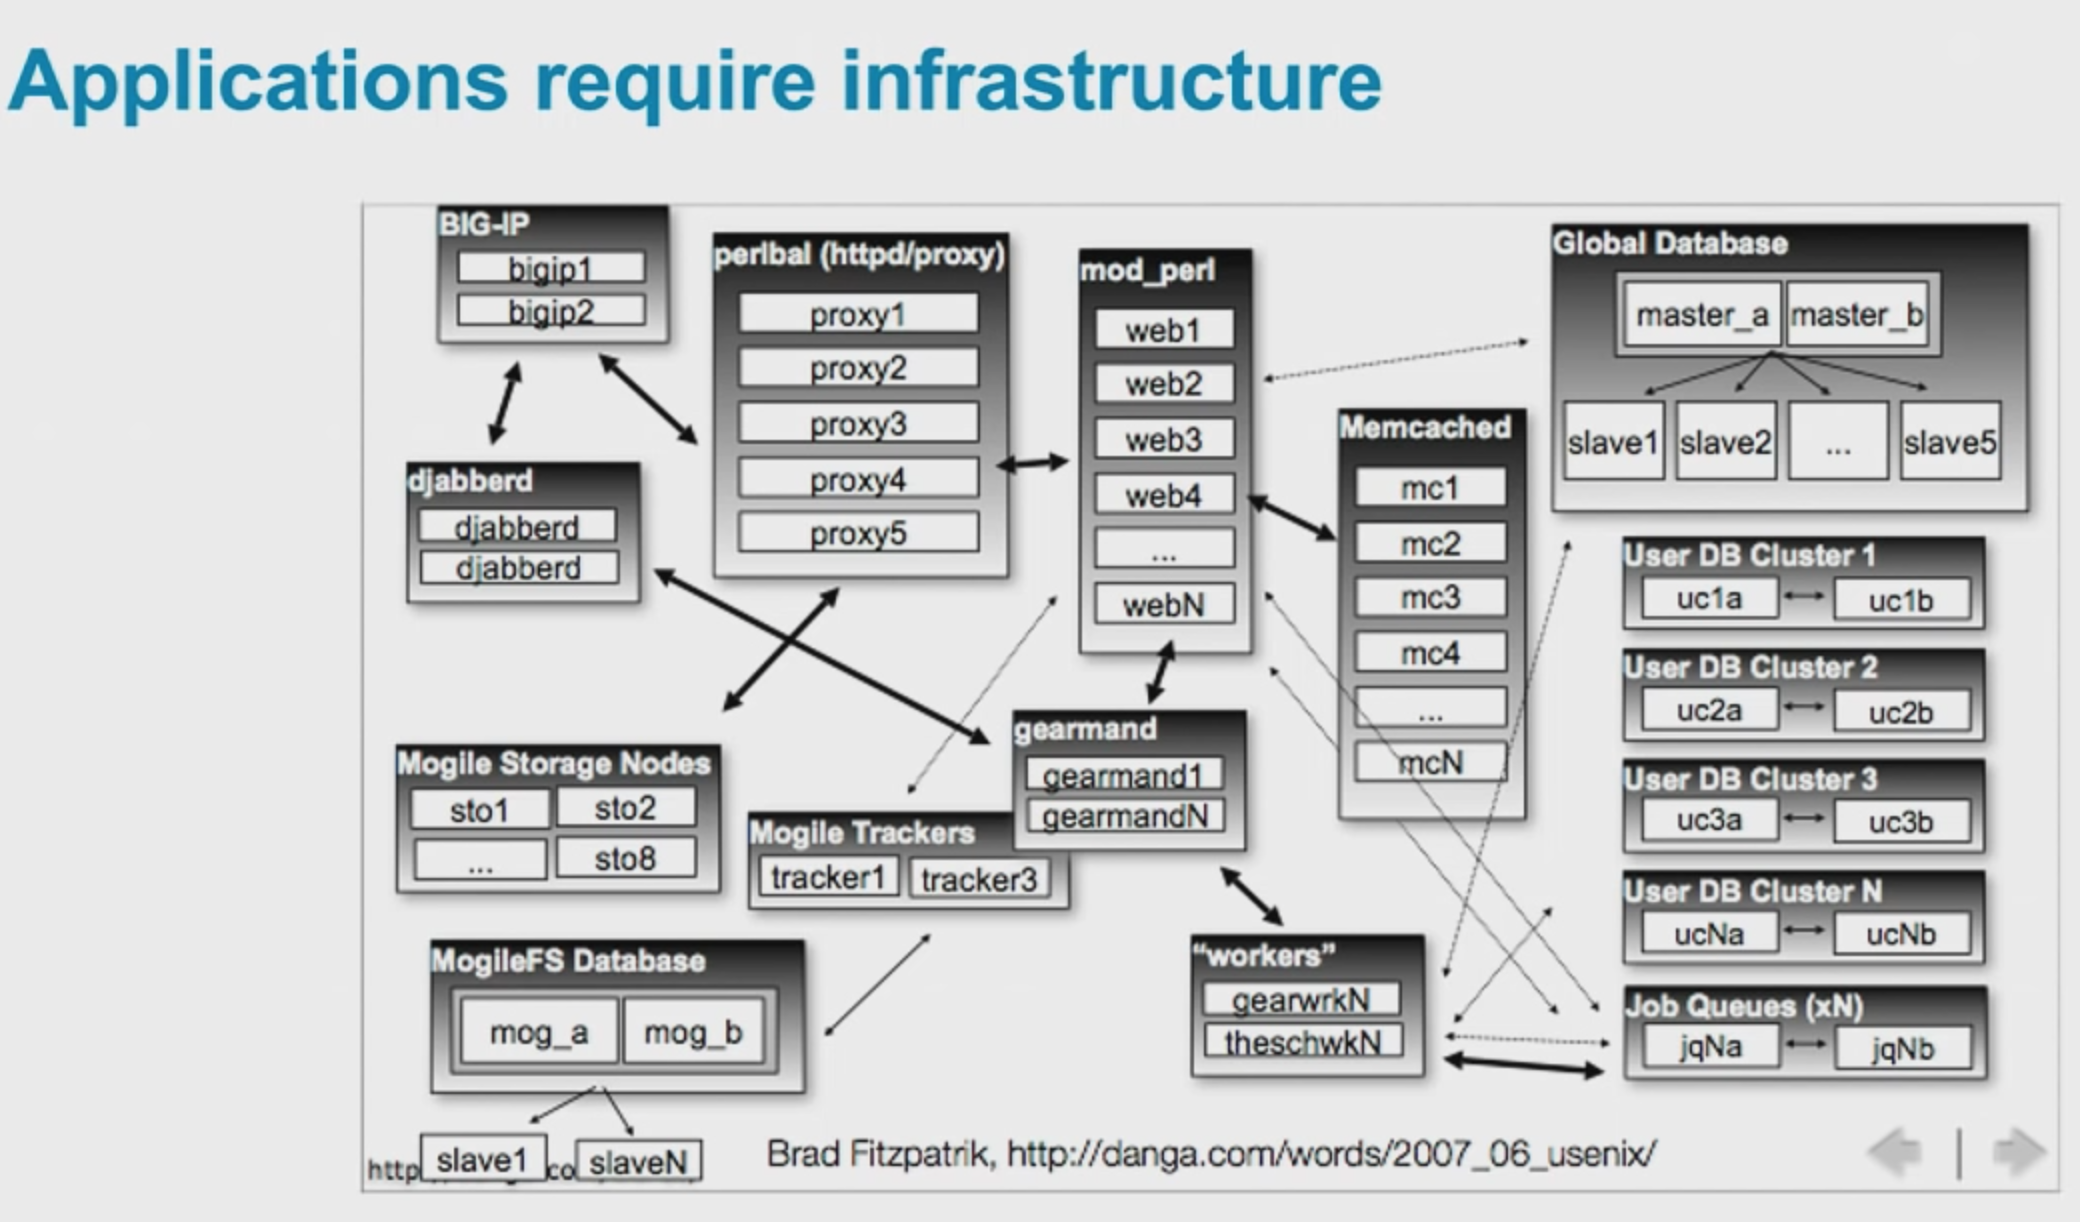 Applications require infrastructure
BIG-IP
bigip1
bigip2
perlbal (httpd/proxy)
proxy1
proxy2
proxy3
proxy4
proxy5
mod_perl
web1
web2
web3
web4
...
webN
Global Database
master_a master_b
slave1 slave2 ... slave5
djabberd
djabberd
djabberd
Memcached
mc1
mc2
mc3
mc4
...
mcN
User DB Cluster 1
uc1a uc1b
User DB Cluster 2
uc2a uc2b
User DB Cluster 3
uc3a uc3b
User DB Cluster N
ucNa ucNb
Job Queues (xN)
jqNa jqNb
gearmand
gearmand1
gearmandN
Mogile Storage Nodes
sto1 sto2
... sto8
Mogile Trackers
tracker1 tracker3
MogileFS Database
mog_a mog_b
slave1 slaveN
“workers”
gearwrkN
theschwkN
http co
Brad Fitzpatrik, http://danga.com/words/2007_06_usenix/